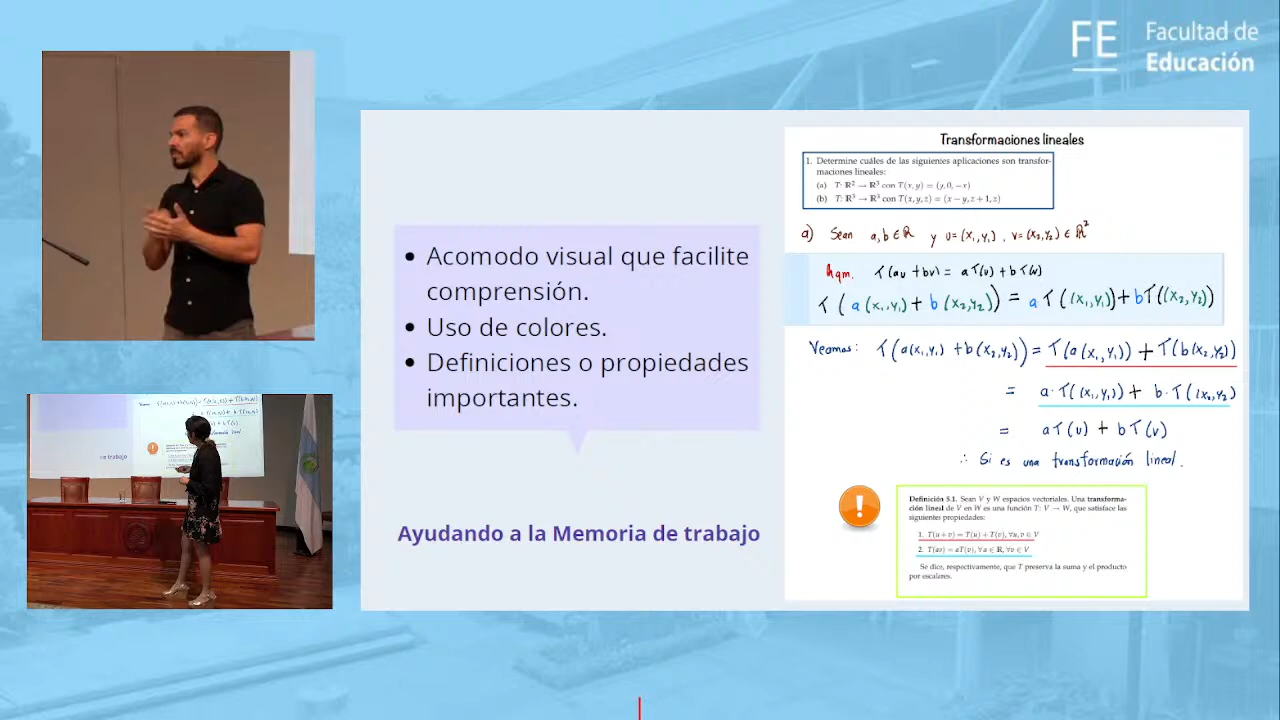 FE Facultad de
Educación
• Acomodo visual que facilite
comprensión.
• Uso de colores.
• Definiciones o propiedades
importantes.
Ayudando a la Memoria de trabajo
Transformaciones lineales
1. Determine cuáles de las siguientes aplicaciones son transfor-
maciones lineales:
(a) T: ℝ² → ℝ³ con T(x, y) = (y, 0, −x)
(b) T: ℝ³ → ℝ³ con T(x, y, z) = (x − y, z + 1, z)
a) Sean a, b ∈ ℝ y u = (x₁, y₁), v = (x₂, y₂) ∈ ℝ²
hqm. T(au + bv) = aT(u) + bT(v)
T(a(x₁, y₁) + b(x₂, y₂)) = aT((x₁, y₁)) + bT((x₂, y₂))
Veamos: T(a(x₁, y₁) + b(x₂, y₂)) = T(a(x₁, y₁)) + T(b(x₂, y₂))
= a·T((x₁, y₁)) + b·T((x₂, y₂)
= aT(u) + bT(v)
∴ Si es una transformación lineal.
!
Definición 5.1. Sean V y W espacios vectoriales. Una transforma-
ción lineal de V en W es una función T: V → W, que satisface las
siguientes propiedades:
1. T(u + v) = T(u) + T(v), ∀u, v ∈ V
2. T(av) = aT(v), ∀a ∈ ℝ, ∀v ∈ V
Se dice, respectivamente, que T preserva la suma y el producto
por escalares.